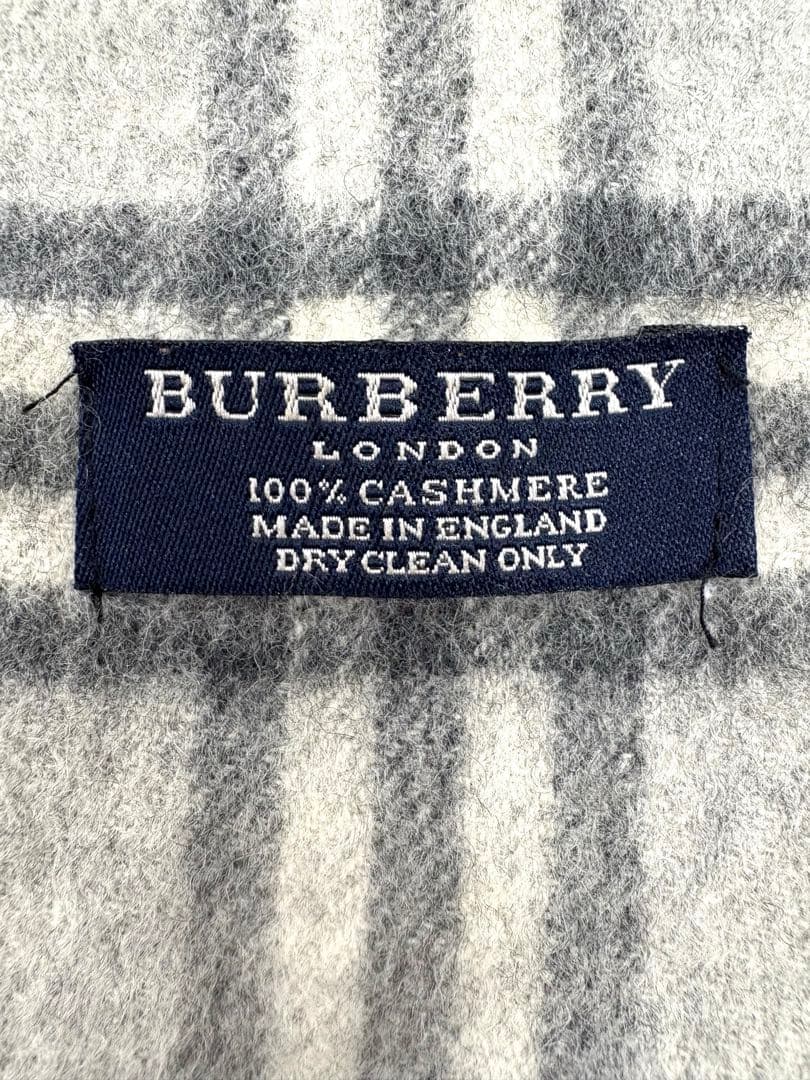 BURBERRY
LONDON
100% CASHMERE
MADE IN ENGLAND
DRY CLEAN ONLY